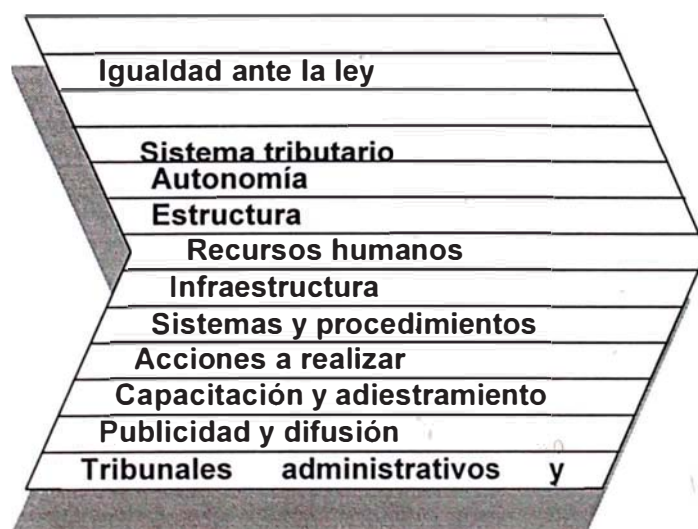 Igualdad ante la ley
Sistema tributario
Autonomía
Estructura
Recursos humanos
Infraestructura
Sistemas y procedimientos
Acciones a realizar
Capacitación y adiestramiento
Publicidad y difusión
Tribunales administrativos y